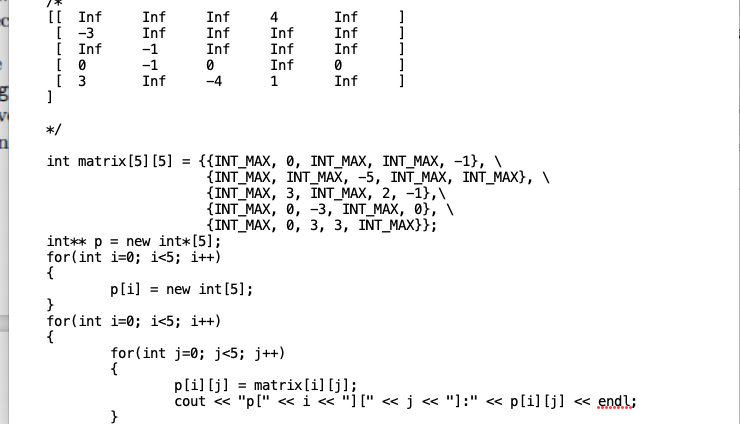 /*
[[ Inf Inf Inf 4 Inf ]
[ -3 Inf Inf Inf Inf ]
[ Inf -1 Inf Inf Inf ]
[ 0 -1 0 Inf 0 ]
[ 3 Inf -4 1 Inf ]
]
*/
int matrix[5][5] = {{INT_MAX, 0, INT_MAX, INT_MAX, -1}, \
{INT_MAX, INT_MAX, -5, INT_MAX, INT_MAX}, \
{INT_MAX, 3, INT_MAX, 2, -1},\
{INT_MAX, 0, -3, INT_MAX, 0}, \
{INT_MAX, 0, 3, 3, INT_MAX}};
int** p = new int*[5];
for(int i=0; i<5; i++)
{
p[i] = new int[5];
}
for(int i=0; i<5; i++)
{
for(int j=0; j<5; j++)
{
p[i][j] = matrix[i][j];
cout << "p[" << i << "][" << j << "]:" << p[i][j] << endl;
}